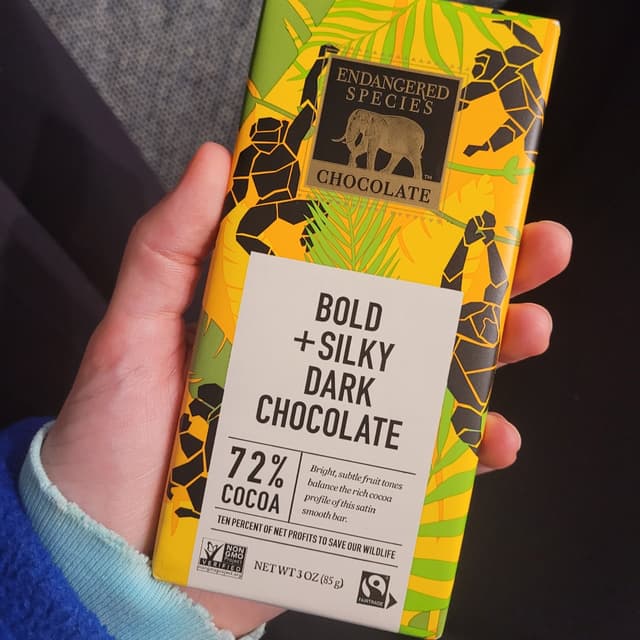 ENDANGERED
SPECIES
CHOCOLATE
BOLD
+SILKY
DARK
CHOCOLATE
72%
COCOA
Bright, subtle fruit tones
balance the rich cocoa
profile of this satin
smooth bar.
TEN PERCENT OF NET PROFITS TO SAVE OUR WILDLIFE
NON
GMO
VERIFIED
nongmoproject.org
NET WT 3 OZ (85 g)
FAIRTRADE